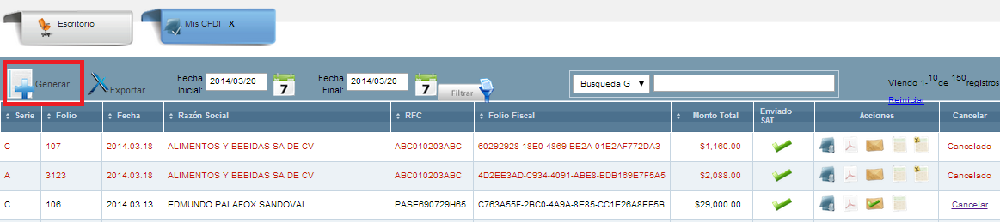 Escritorio
Mis CFDI X
Generar
Exportar
Fecha Inicial: 2014/03/20
7
Fecha Final: 2014/03/20
7
Filtrar
Busqueda G
Viendo 1-10 de 150 registros
Reiniciar
Serie Folio Fecha Razón Social RFC Folio Fiscal Monto Total Enviado SAT Acciones Cancelar
C 107 2014.03.18 ALIMENTOS Y BEBIDAS SA DE CV ABC010203ABC 60292928-18E0-4869-BE2A-01E2AF772DA3 $1,160.00 Cancelado
A 3123 2014.03.18 ALIMENTOS Y BEBIDAS SA DE CV ABC010203ABC 4D2EE3AD-C934-4091-ABE8-BDB169E7F5A5 $2,088.00 Cancelado
C 106 2014.03.13 EDMUNDO PALAFOX SANDOVAL PASE690729H65 C763A55F-2BC0-4A9A-8E85-CC1E26A8EF5B $29,000.00 Cancelar